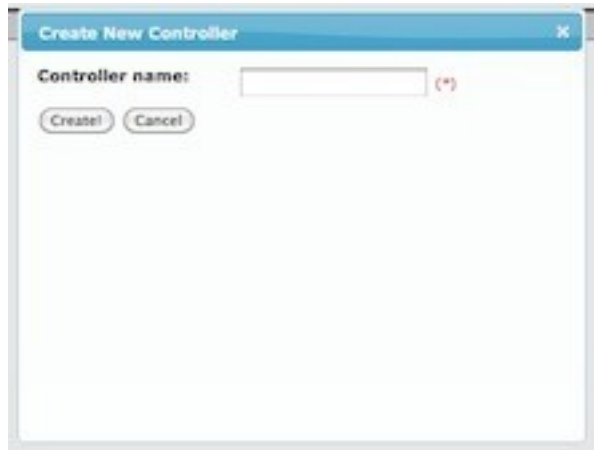 Create New Controller
Controller name: (*)
Create! Cancel